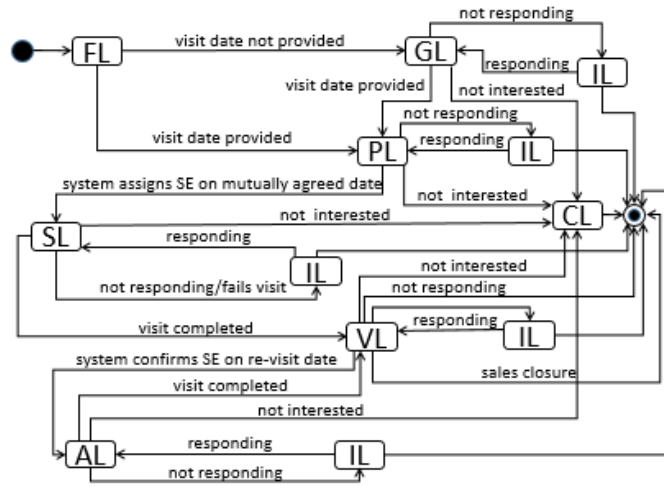 not responding
FL
visit date not provided
GL
responding
IL
visit date provided
not interested
not responding
visit date provided
PL
responding
IL
system assigns SE on mutually agreed date
not interested
CL
SL
not interested
responding
IL
not interested
not responding/fails visit
not responding
visit completed
VL
responding
IL
system confirms SE on re-visit date
sales closure
visit completed
not interested
AL
responding
IL
not responding